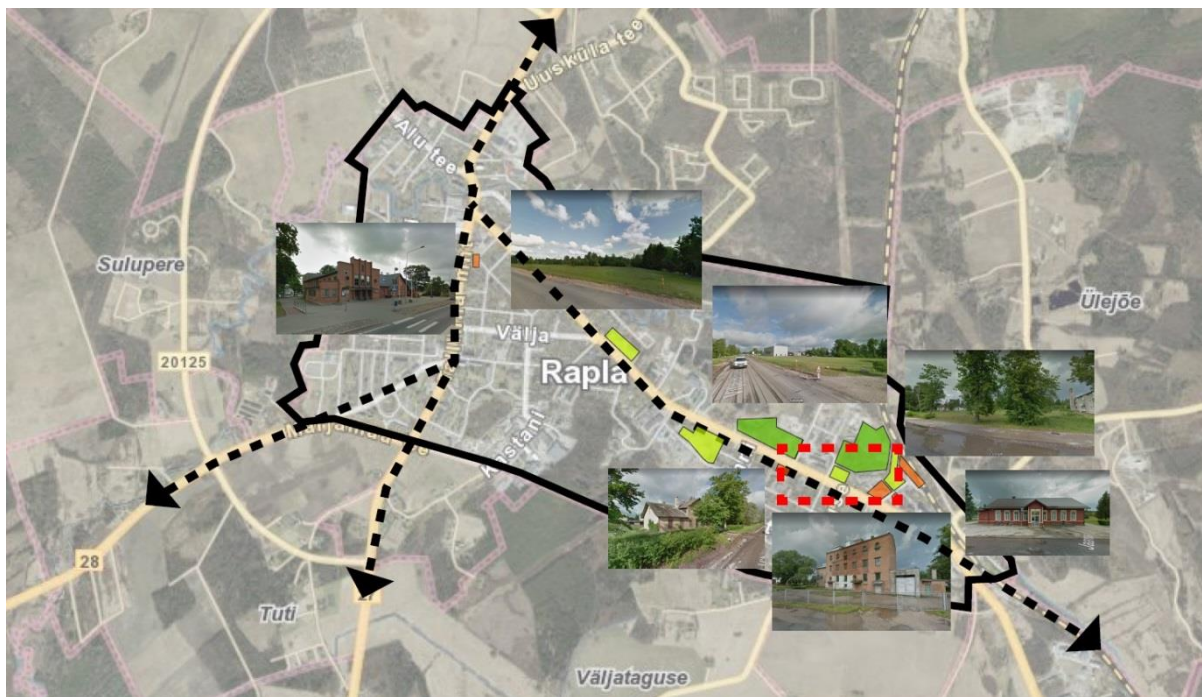 Uusküla tee
Alu tee
Sulupere
Ülejõe
20125
Välja
Rapla
Kastani
28
Tuti
Väljataguse